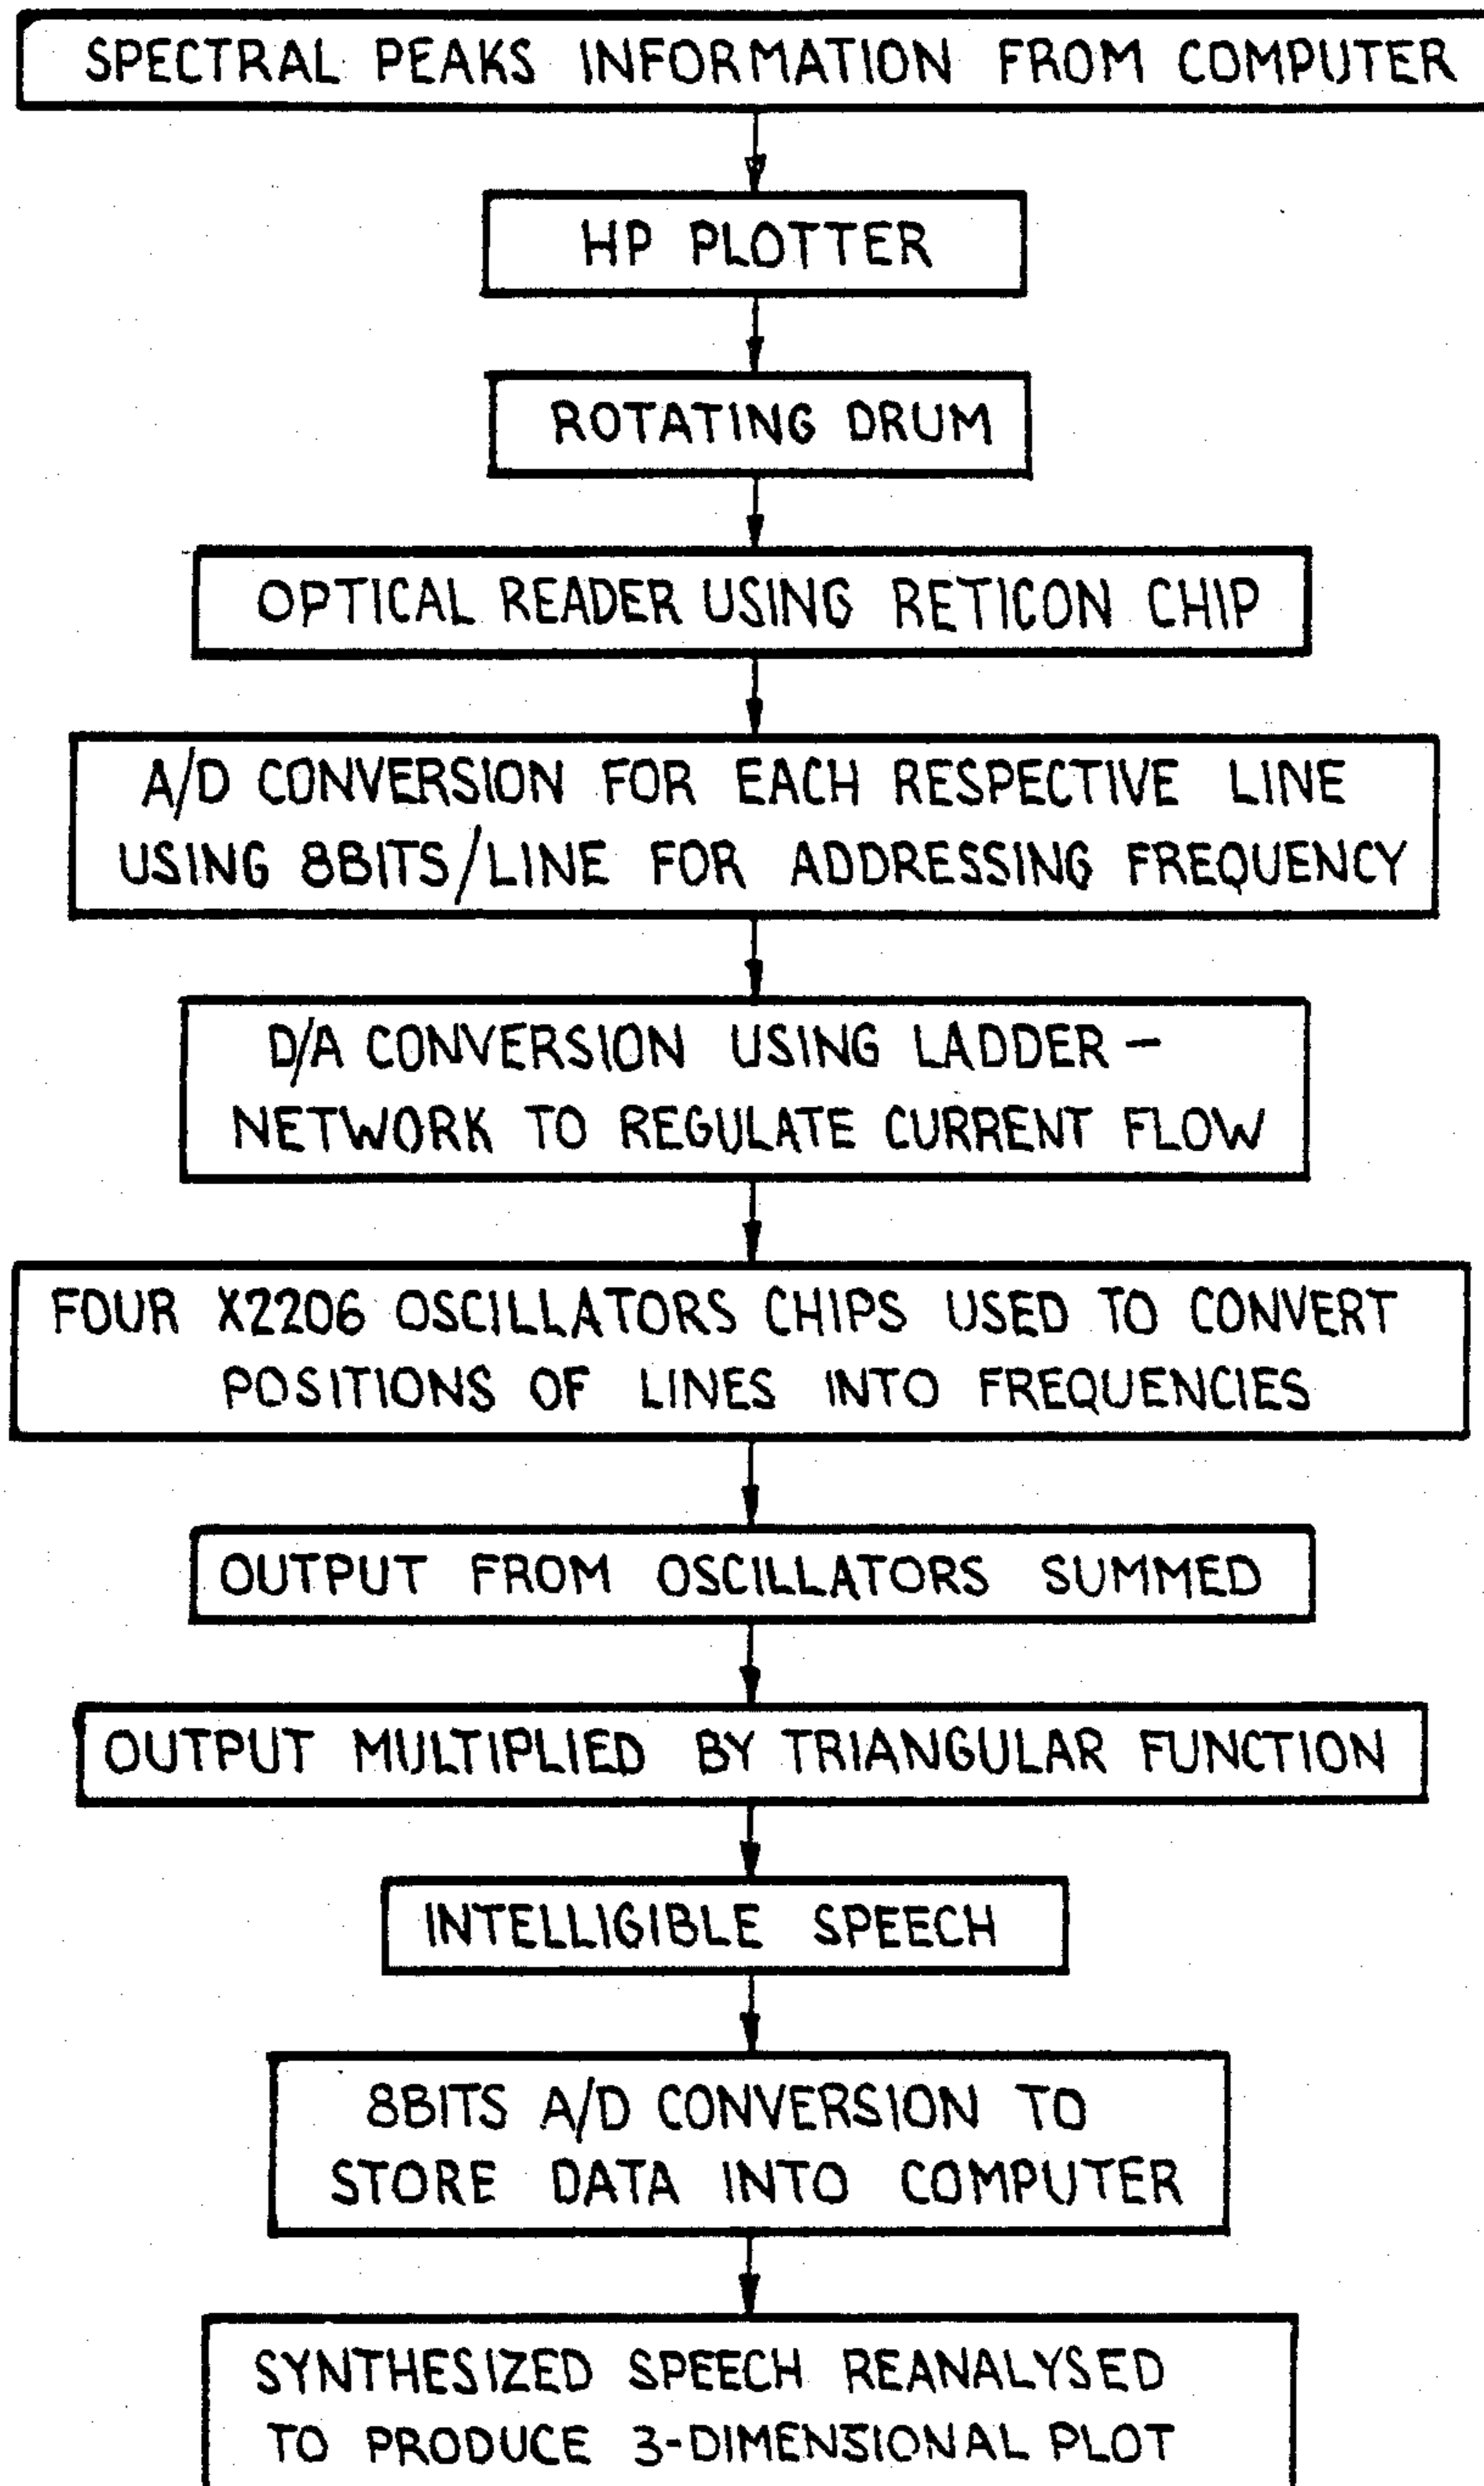 SPECTRAL PEAKS INFORMATION FROM COMPUTER
HP PLOTTER
ROTATING DRUM
OPTICAL READER USING RETICON CHIP
A/D CONVERSION FOR EACH RESPECTIVE LINE
USING 8BITS/LINE FOR ADDRESSING FREQUENCY
D/A CONVERSION USING LADDER-
NETWORK TO REGULATE CURRENT FLOW
FOUR X2206 OSCILLATORS CHIPS USED TO CONVERT
POSITIONS OF LINES INTO FREQUENCIES
OUTPUT FROM OSCILLATORS SUMMED
OUTPUT MULTIPLIED BY TRIANGULAR FUNCTION
INTELLIGIBLE SPEECH
8BITS A/D CONVERSION TO
STORE DATA INTO COMPUTER
SYNTHESIZED SPEECH REANALYSED
TO PRODUCE 3-DIMENSIONAL PLOT